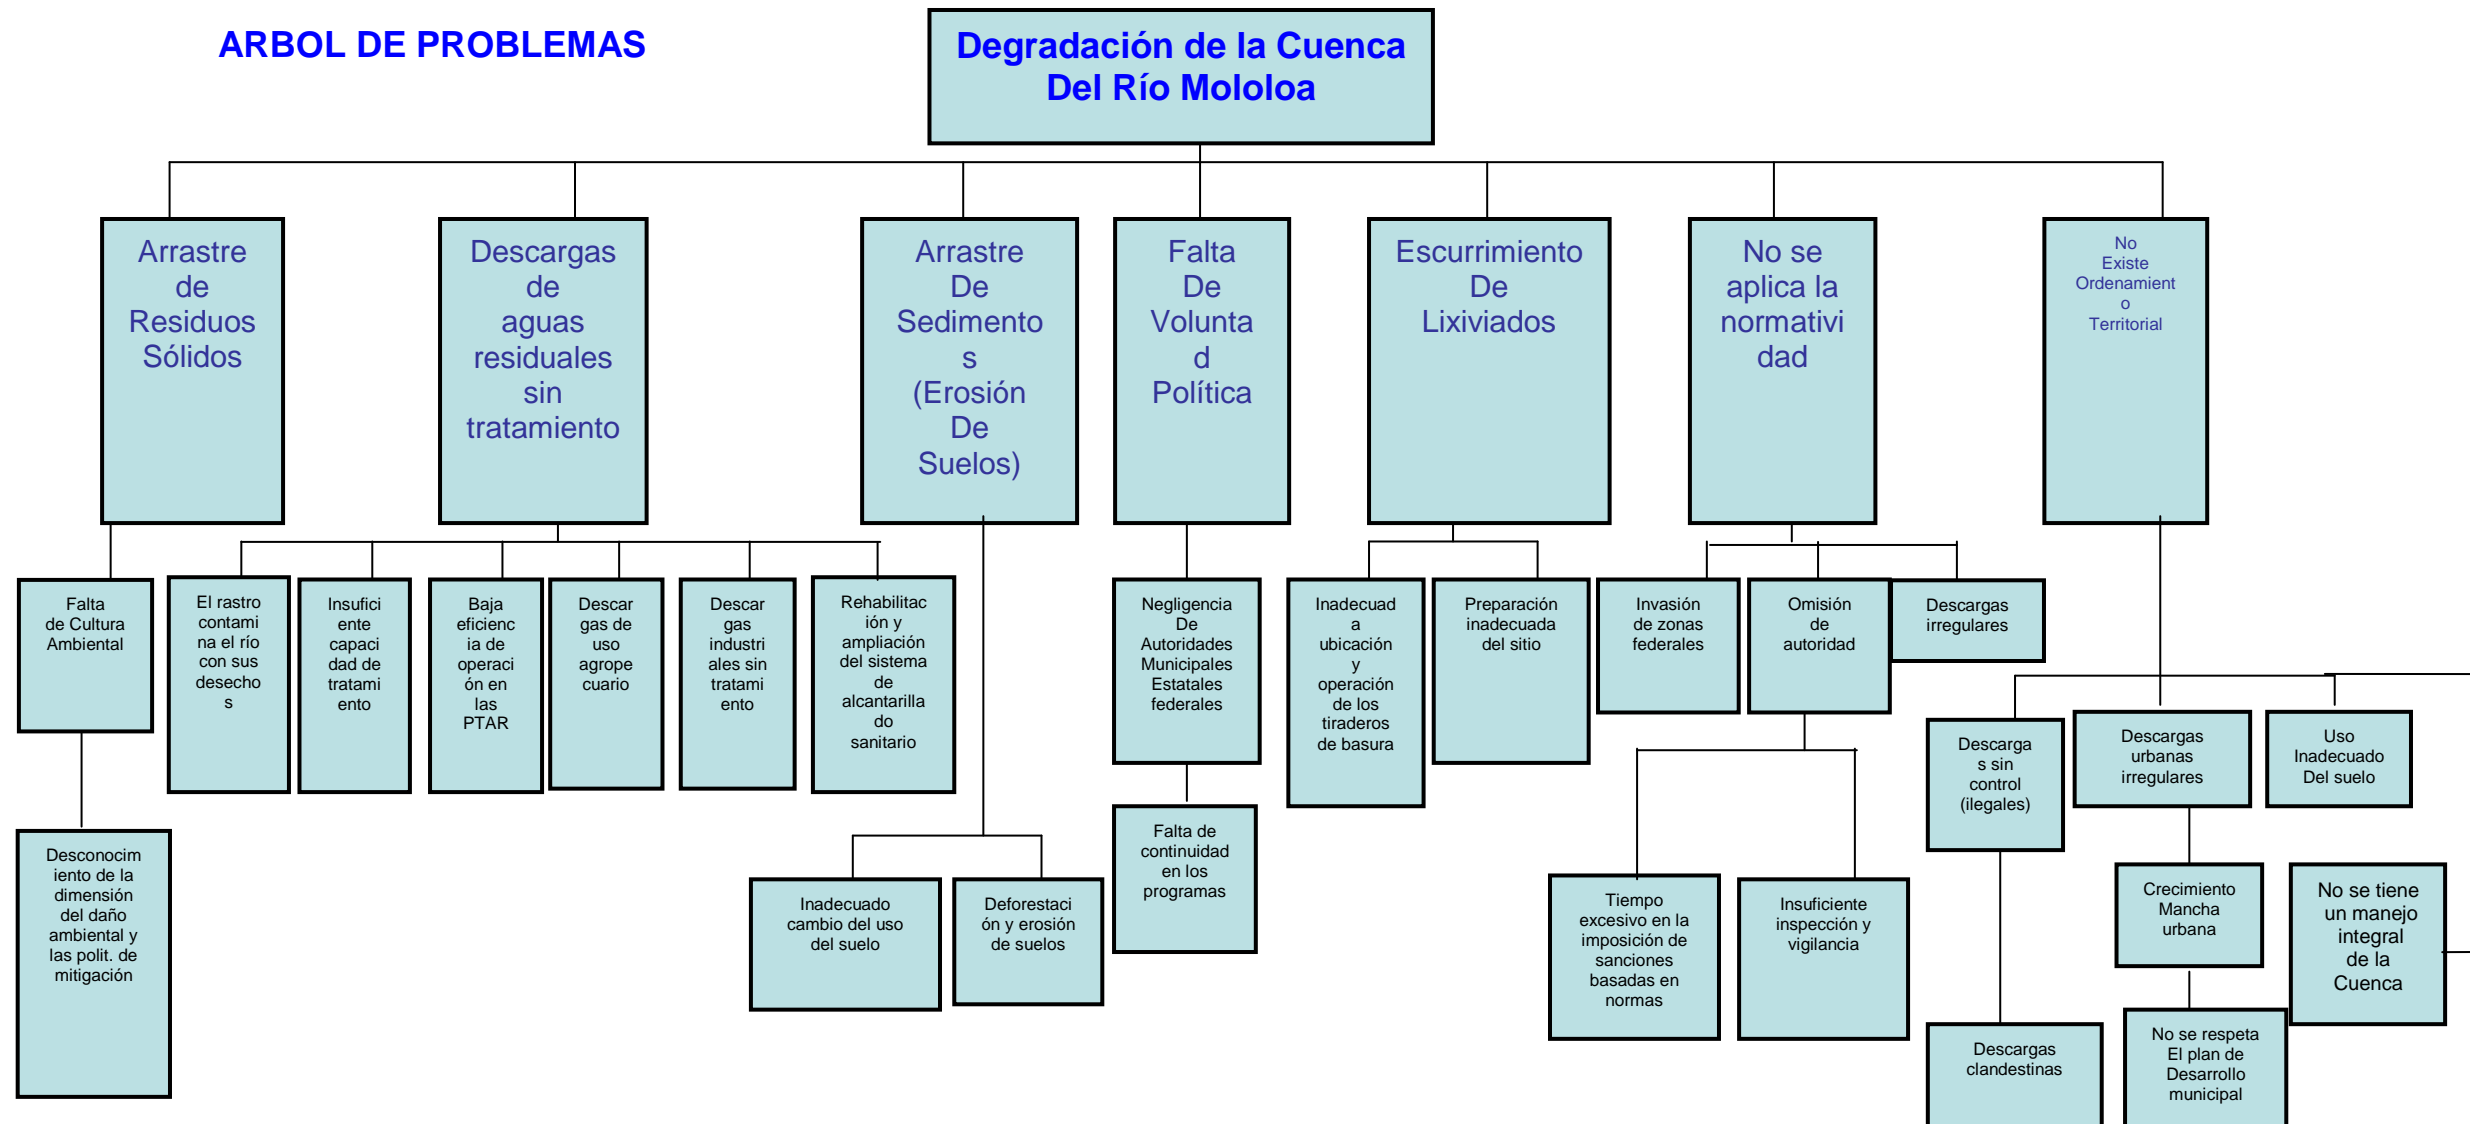 ARBOL DE PROBLEMAS
Degradación de la Cuenca
Del Río Mololoa
Arrastre
de
Residuos
Sólidos
Descargas
de
aguas
residuales
sin
tratamiento
Arrastre
De
Sedimento
s
(Erosión
De
Suelos)
Falta
De
Volunta
d
Política
Escurrimiento
De
Lixiviados
No se
aplica la
normativi
dad
No
Existe
Ordenamient
o
Territorial
Falta
de Cultura
Ambiental
El rastro
contami
na el río
con sus
desecho
s
Insufici
ente
capaci
dad de
tratami
ento
Baja
eficienc
ia de
operaci
ón en
las
PTAR
Descar
gas de
uso
agrope
cuario
Descar
gas
industri
ales sin
tratami
ento
Rehabilitac
ión y
ampliación
del sistema
de
alcantarilla
do
sanitario
Negligencia
De
Autoridades
Municipales
Estatales
federales
Inadecuad
a
ubicación
y
operación
de los
tiraderos
de basura
Preparación
inadecuada
del sitio
Invasión
de zonas
federales
Omisión
de
autoridad
Descargas
irregulares
Descarga
s sin
control
(ilegales)
Descargas
urbanas
irregulares
Uso
Inadecuado
Del suelo
Desconocim
iento de la
dimensión
del daño
ambiental y
las polit. de
mitigación
Inadecuado
cambio del uso
del suelo
Deforestaci
ón y erosión
de suelos
Falta de
continuidad
en los
programas
Tiempo
excesivo en la
imposición de
sanciones
basadas en
normas
Insuficiente
inspección y
vigilancia
Crecimiento
Mancha
urbana
No se tiene
un manejo
integral
de la
Cuenca
Descargas
clandestinas
No se respeta
El plan de
Desarrollo
municipal